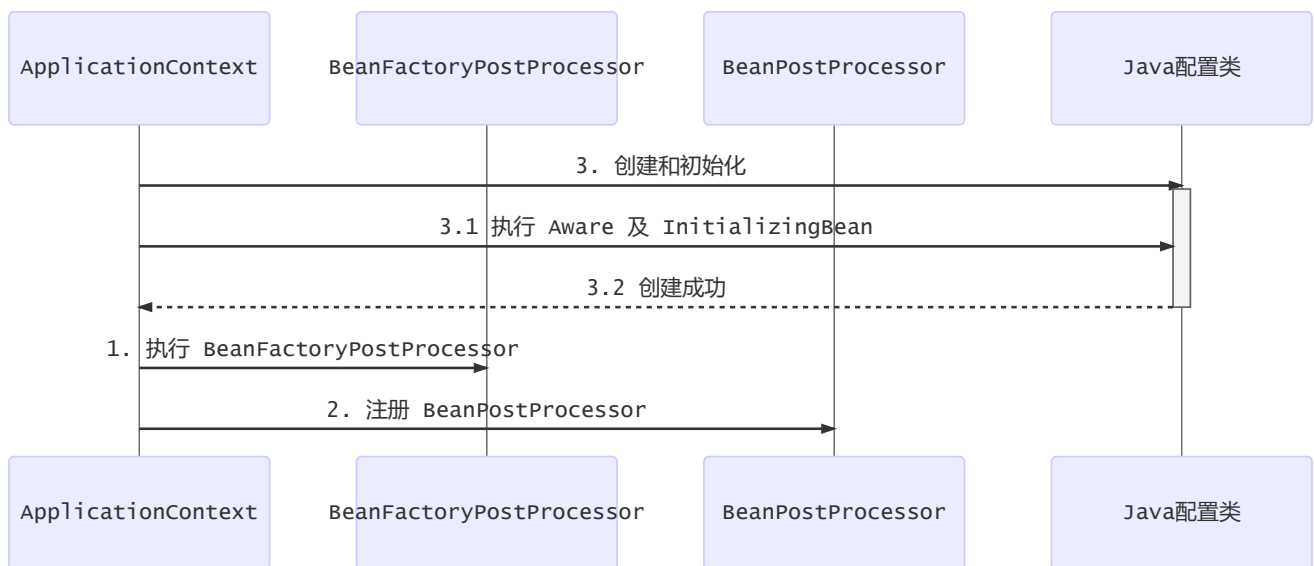 ApplicationContext
BeanFactoryPostProcessor
BeanPostProcessor
Java配置类
3. 创建和初始化
3.1 执行 Aware 及 InitializingBean
3.2 创建成功
1. 执行 BeanFactoryPostProcessor
2. 注册 BeanPostProcessor
ApplicationContext
BeanFactoryPostProcessor
BeanPostProcessor
Java配置类